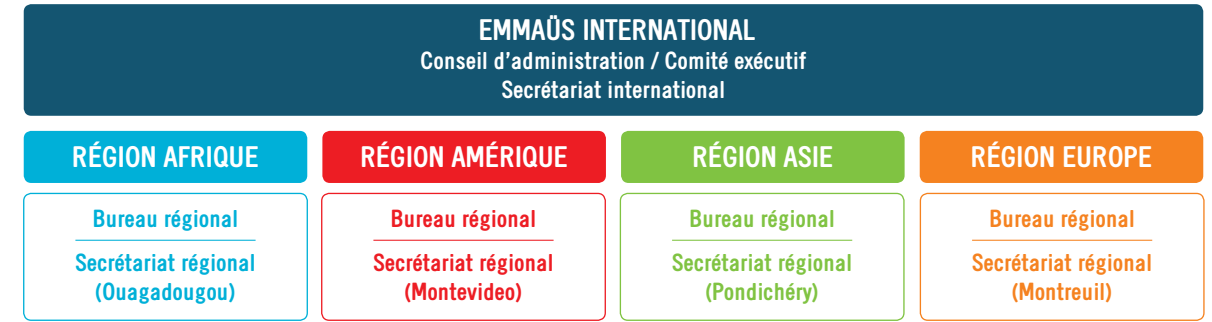 EMMAÜS INTERNATIONAL
Conseil d'administration / Comité exécutif
Secrétariat international
RÉGION AFRIQUE
Bureau régional
Secrétariat régional
(Ouagadougou)
RÉGION AMÉRIQUE
Bureau régional
Secrétariat régional
(Montevideo)
RÉGION ASIE
Bureau régional
Secrétariat régional
(Pondichéry)
RÉGION EUROPE
Bureau régional
Secrétariat régional
(Montreuil)